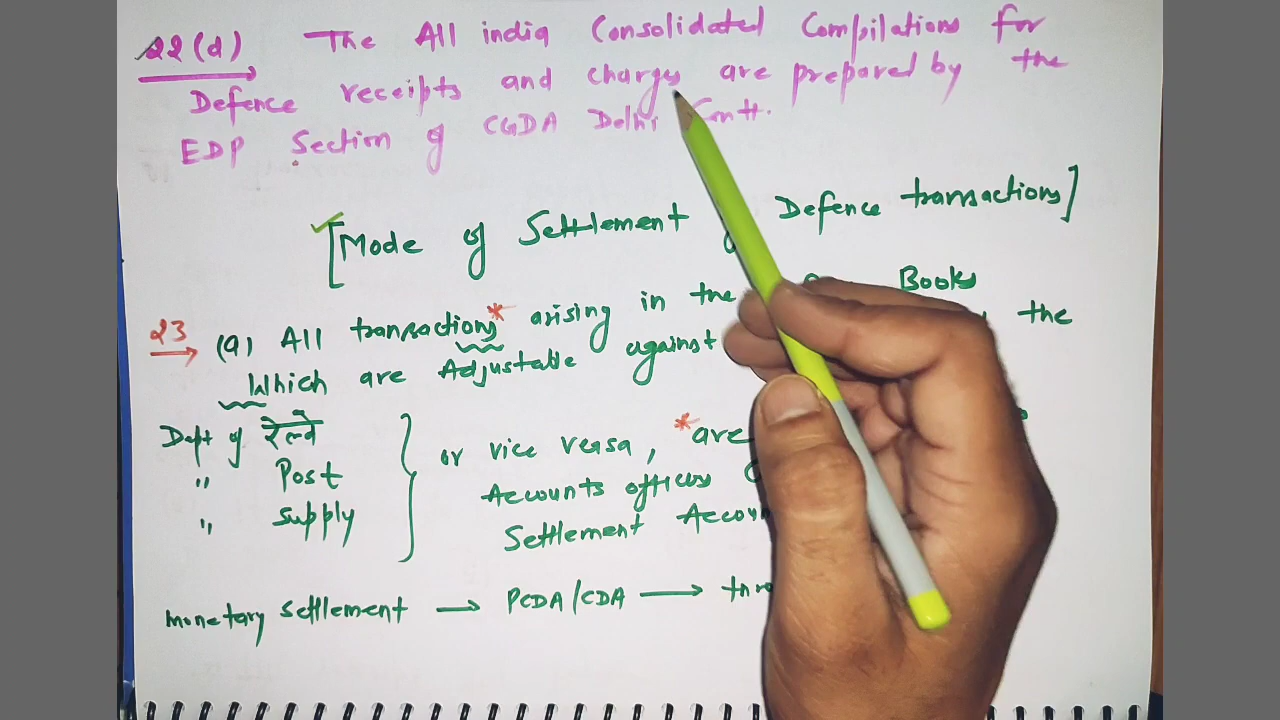 22(d) The All india Consolidated Compilations for
Defence receipts and charges are prepared by the
EDP Section of CGDA Delhi Cantt.
[Mode of Settlement Defence transactions]
23 (a) All transactions* arising in the Books
Which are Adjustable against the
Dept of रेल्वे
" Post
" supply
or vice versa, *are
Accounts offices
Settlement
monetary settlement → PCDA/CDA →